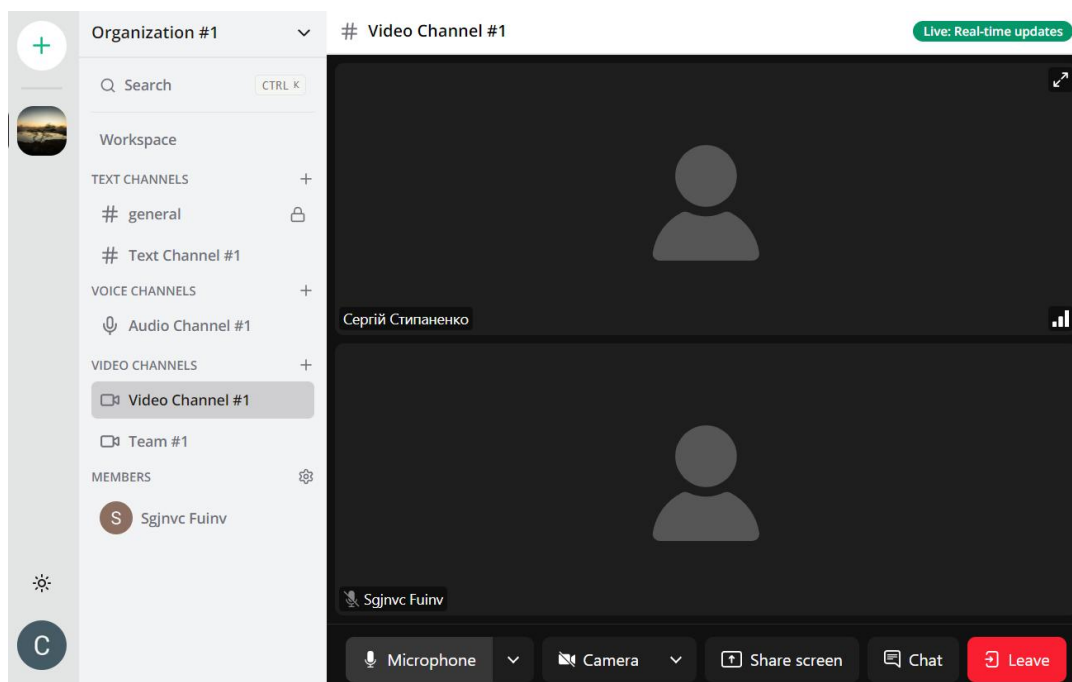 Organization #1
Search CTRL K
Workspace
TEXT CHANNELS
general
Text Channel #1
VOICE CHANNELS
Audio Channel #1
VIDEO CHANNELS
Video Channel #1
Team #1
MEMBERS
S Sgjnvc Fuinv
C
# Video Channel #1
Live: Real-time updates
Сергій Стипаненко
Sgjnvc Fuinv
Microphone
Camera
Share screen
Chat
Leave